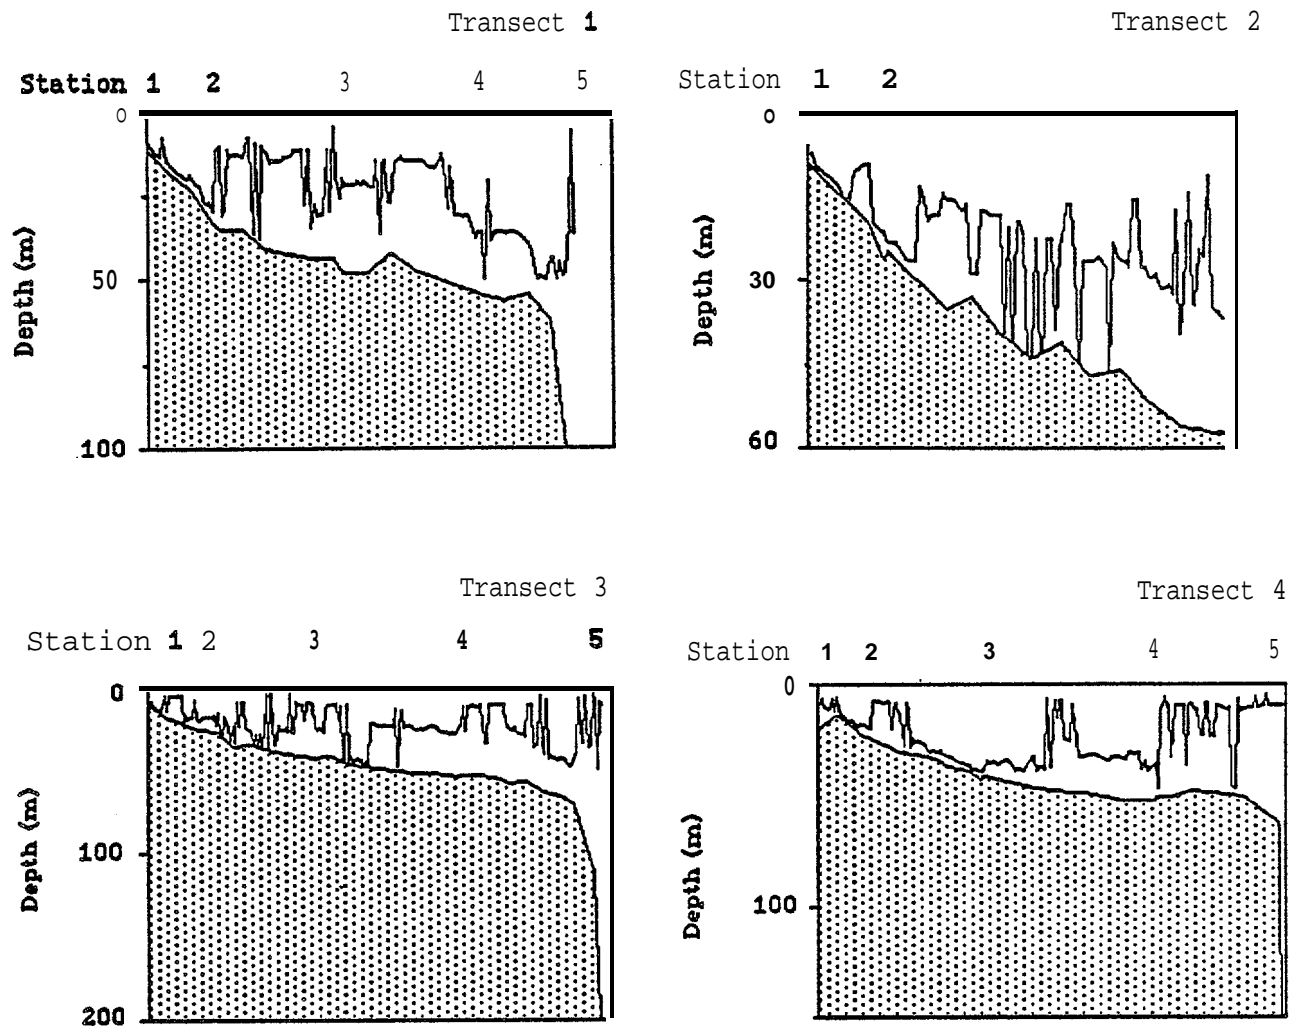 Transect 1
Station 1 2 3 4 5
0
50
100
Depth (m)
Transect 2
Station 1 2
0
30
60
Depth (m)
Transect 3
Station 1 2 3 4 5
0
100
200
Depth (m)
Transect 4
Station 1 2 3 4 5
0
100
Depth (m)